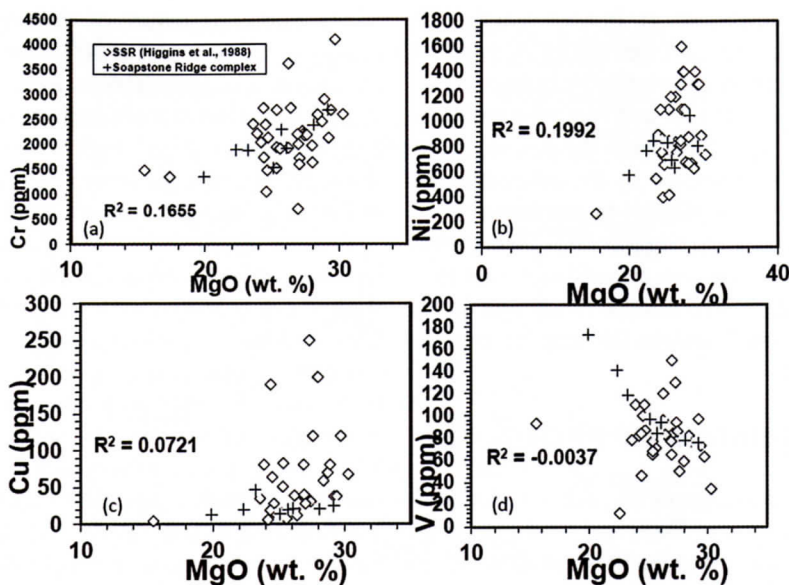 4500
4000
3500
3000
2500
2000
1500
1000
500
0
Cr (ppm)
◇SSR (Higgins et al., 1988)
+Soapstone Ridge complex
R² = 0.1655
(a)
10
20
30
MgO (wt. %)
1800
1600
1400
1200
1000
800
600
400
200
0
Ni (ppm)
R² = 0.1992
(b)
0
20
40
MgO (wt. %)
300
250
200
150
100
50
0
Cu (ppm)
R² = 0.0721
(c)
10
20
30
MgO (wt. %)
200
180
160
140
120
100
80
60
40
20
0
V (ppm)
R² = -0.0037
(d)
10
20
30
MgO (wt. %)